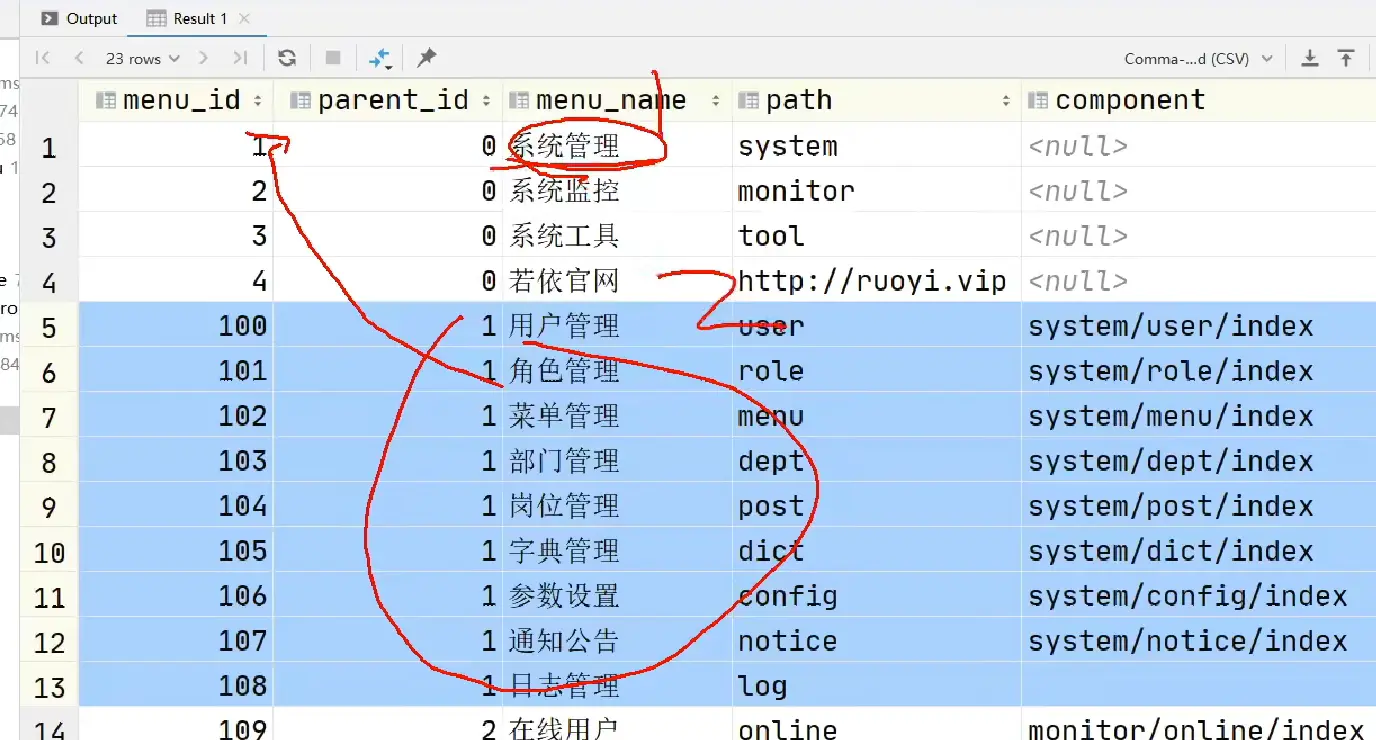 Output Result 1
23 rows Comma-...d (CSV)
menu_id parent_id menu_name path component
1 1 0 系统管理 system <null>
2 2 0 系统监控 monitor <null>
3 3 0 系统工具 tool <null>
4 4 0 若依官网 http://ruoyi.vip <null>
5 100 1 用户管理 user system/user/index
6 101 1 角色管理 role system/role/index
7 102 1 菜单管理 menu system/menu/index
8 103 1 部门管理 dept system/dept/index
9 104 1 岗位管理 post system/post/index
10 105 1 字典管理 dict system/dict/index
11 106 1 参数设置 config system/config/index
12 107 1 通知公告 notice system/notice/index
13 108 1 日志管理 log
14 109 2 在线用户 online monitor/online/index